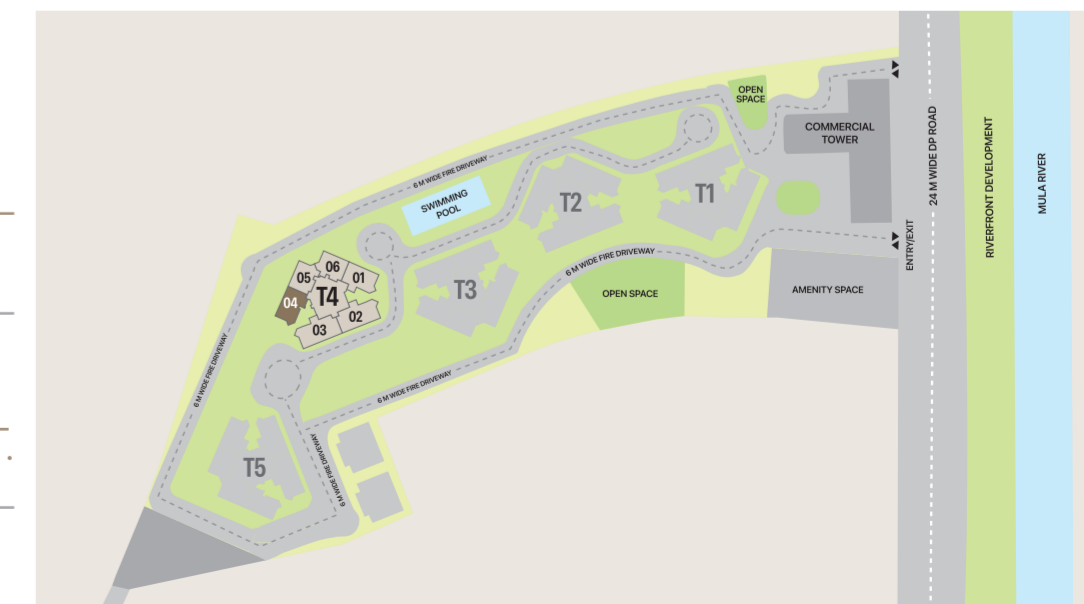 OPEN
SPACE
COMMERCIAL
TOWER
24 M WIDE DP ROAD
RIVERFRONT DEVELOPMENT
MULA RIVER
6 M WIDE FIRE DRIVEWAY
SWIMMING
POOL
T2
T1
ENTRY/EXIT
6 M WIDE FIRE DRIVEWAY
OPEN SPACE
AMENITY SPACE
T3
06
05
01
04
T4
02
03
6 M WIDE FIRE DRIVEWAY
6 M WIDE FIRE DRIVEWAY
6 M WIDE FIRE DRIVEWAY
T5